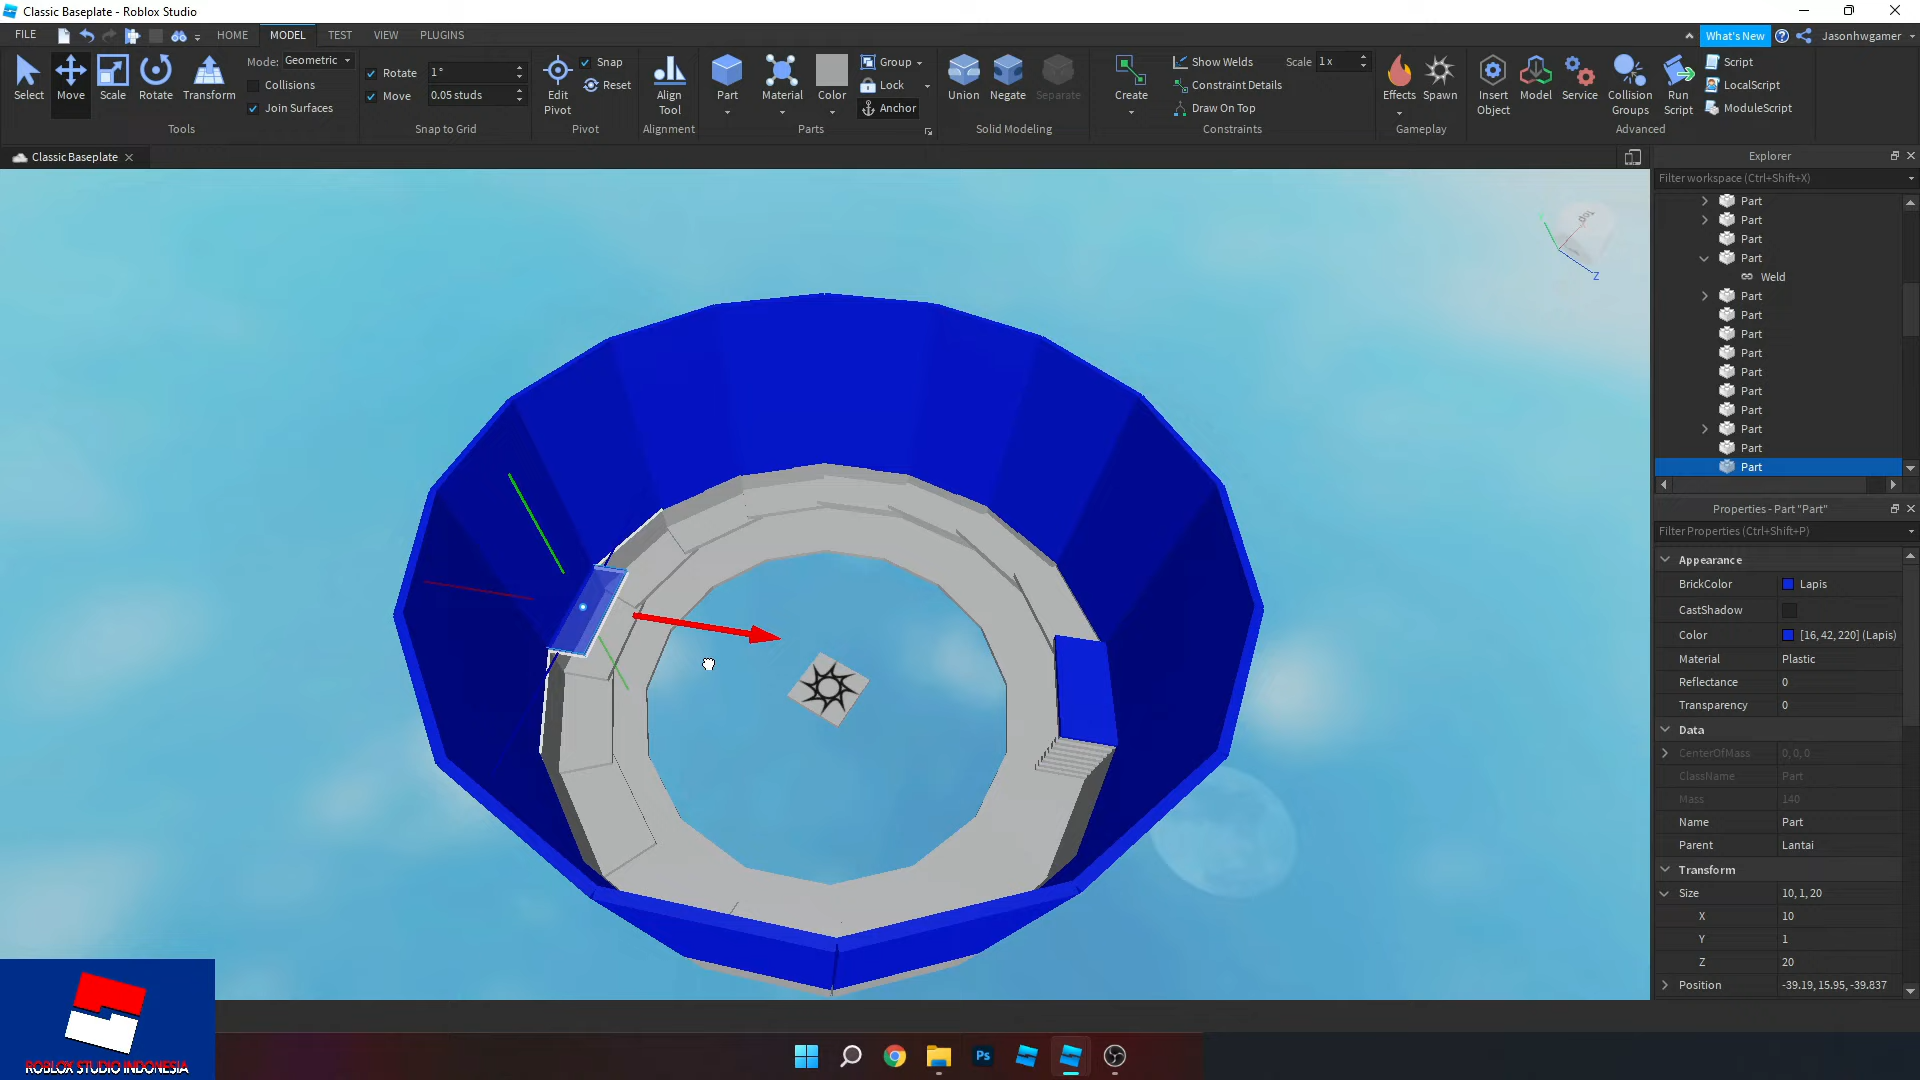 Classic Baseplate - Roblox Studio
FILE HOME MODEL TEST VIEW PLUGINS What's New Jasonhwgamer
Select Move Scale Rotate Transform
Mode: Geometric
Collisions
Join Surfaces
Tools
Rotate 1°
Move 0.05 studs
Snap to Grid
Edit Pivot
Snap
Reset
Pivot
Align Tool
Alignment
Part Material Color
Group
Lock
Anchor
Parts
Union Negate Separate
Solid Modeling
Create
Show Welds
Constraint Details
Draw On Top
Scale 1 x
Constraints
Effects Spawn
Gameplay
Insert Object
Model
Service
Collision Groups
Run Script
Script
LocalScript
ModuleScript
Advanced
Classic Baseplate
Explorer
Filter workspace (Ctrl+Shift+X)
Part
Part
Part
Part
Weld
Part
Part
Part
Part
Part
Part
Part
Part
Part
Part
Properties - Part "Part"
Filter Properties (Ctrl+Shift+P)
Appearance
BrickColor Lapis
CastShadow
Color [16, 42, 220] (Lapis)
Material Plastic
Reflectance 0
Transparency 0
Data
CenterOfMass 0, 0, 0
ClassName Part
Mass 140
Name Part
Parent Lantai
Transform
Size 10, 1, 20
X 10
Y 1
Z 20
Position -39.19, 15.95, -39.837
Z
ROBLOX STUDIO INDONESIA
Ps